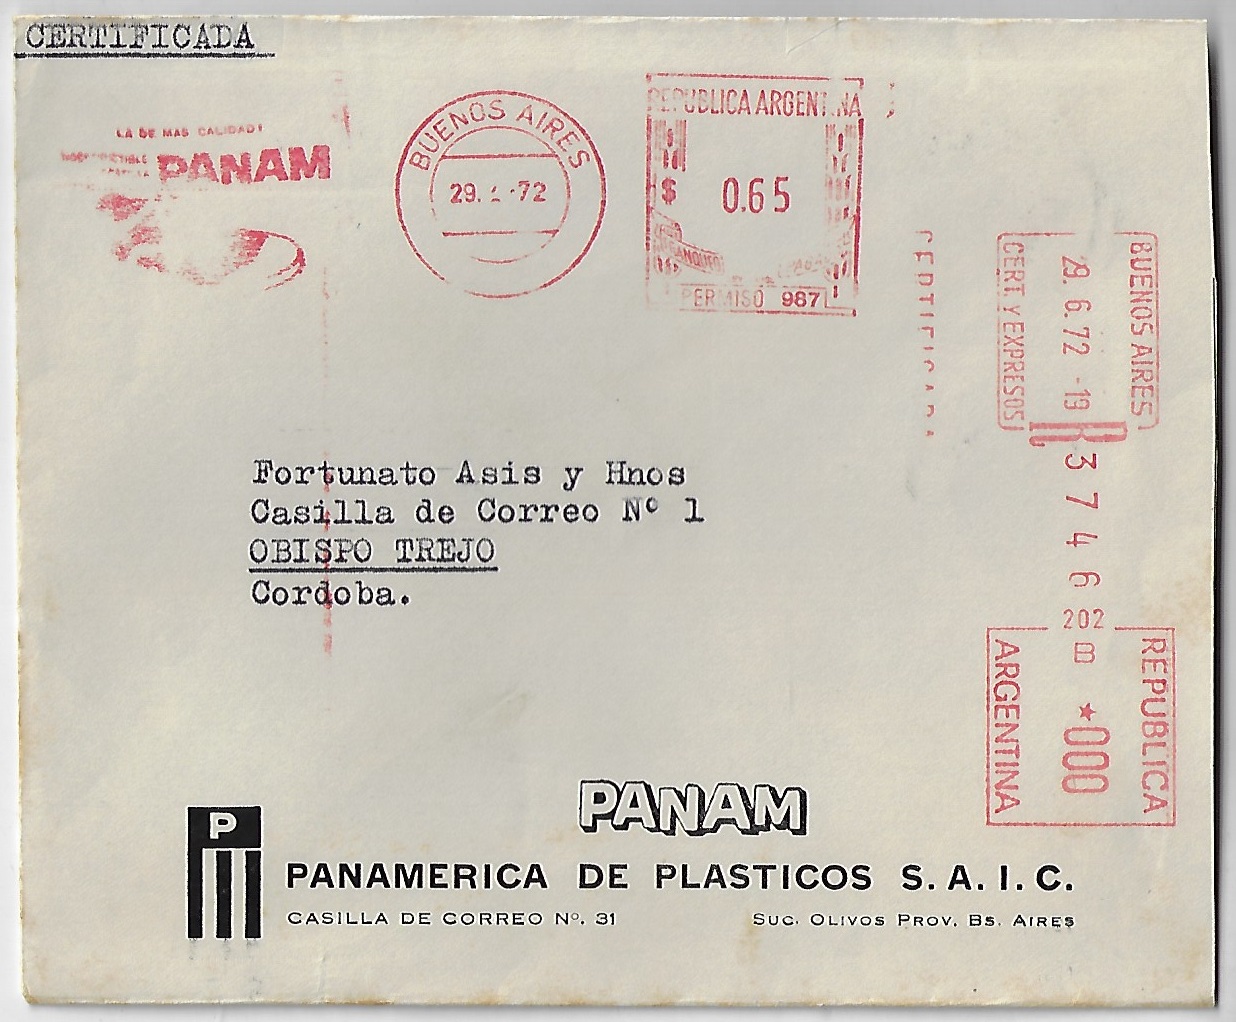 CERTIFICADA
LA DE MAS CALIDAD!
PANAM
BUENOS AIRES
29. -72
REPUBLICA ARGENTINA
$ 0.65
PERMISO 987
CERTIFICADA
BUENOS AIRES
29. 6.72 -19
CERT. Y EXPRESOS
R
3746
202
REPUBLICA
B *000
ARGENTINA
Fortunato Asis y Hnos
Casilla de Correo Nº 1
OBISPO TREJO
Cordoba.
PANAM
P
PANAMERICA DE PLASTICOS S. A. I. C.
CASILLA DE CORREO Nº. 31
SUC. OLIVOS PROV. BS. AIRES